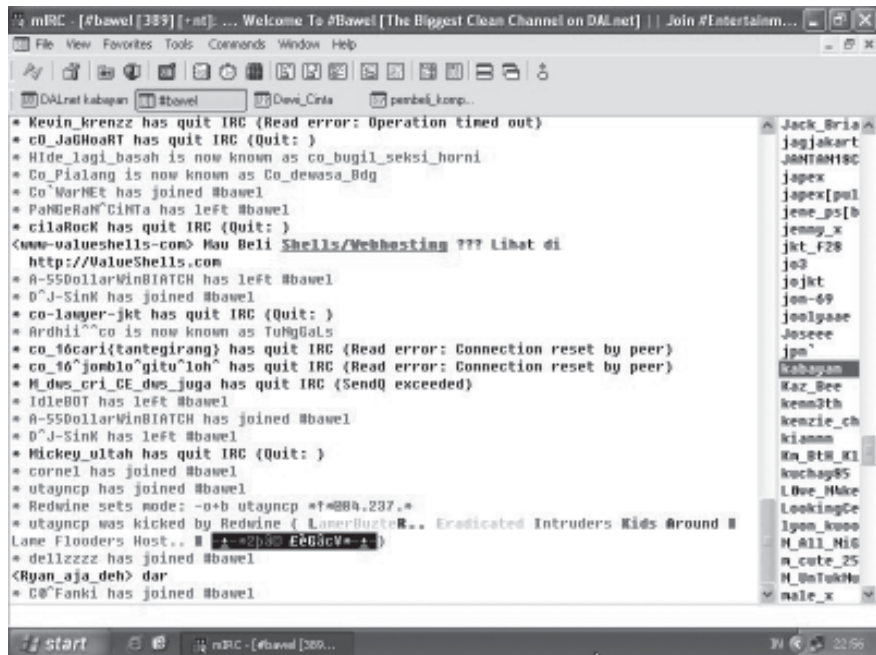 mIRC - [#bawel [389] [+nt]: ... Welcome To #Bawel [The Biggest Clean Channel on DALnet] || Join #Entertainm...
File View Favorites Tools Commands Window Help
DALnet kabayan #bawel Dewi_Cinta pembeli_komp...
* Kevin_krenzz has quit IRC (Read error: Operation timed out)
* cO_JaGHoaRT has quit IRC (Quit: )
* HIde_lagi_basah is now known as co_bugil_seksi_horni
* Co_Pialang is now known as Co_dewasa_Bdg
* Co`WarNEt has joined #bawel
* PaNGeRaN^CiNTa has left #bawel
* cilaRocK has quit IRC (Quit: )
<www-valueshells-com> Mau Beli Shells/Webhosting ??? Lihat di
http://ValueShells.com
* A-55DollarWinBIATCH has left #bawel
* D^J-SinK has joined #bawel
* co-lawyer-jkt has quit IRC (Quit: )
* Ardhii^^co is now known as TuNgGaLs
* co_16cari{tantegirang} has quit IRC (Read error: Connection reset by peer)
* co_16^jomblo^gitu^loh^ has quit IRC (Read error: Connection reset by peer)
* M_dws_cri_CE_dws_juga has quit IRC (SendQ exceeded)
* IdleBOT has left #bawel
* A-55DollarWinBIATCH has joined #bawel
* D^J-SinK has left #bawel
* Mickey_ultah has quit IRC (Quit: )
* cornel has joined #bawel
* utayncp has joined #bawel
* Redwine sets mode: -o+b utayncp *!*@84.237.*
* utayncp was kicked by Redwine ( LamerBuzteR.. Eradicated Intruders Kids Around
Lame Flooders Host..
* dellzzzz has joined #bawel
<Ryan_aja_deh> dar
* C0^Fanki has joined #bawel
Jack_Bria
jagjakart
JANTAN18C
japex
japex[pul
jene_ps[b
jenny_x
jkt_F28
jo3
jojkt
jon-69
joolyaae
Joseee
jpm`
kabayan
Kaz_Bee
kenn3th
kenzie_ch
kiannn
Km_BtH_Kl
kuchay85
LookingCe
lyon_kuoo
M_All_NiG
m_cute_25
M_UnTukMu
male_x
start mIRC - [#bawel [389... IN 22:56